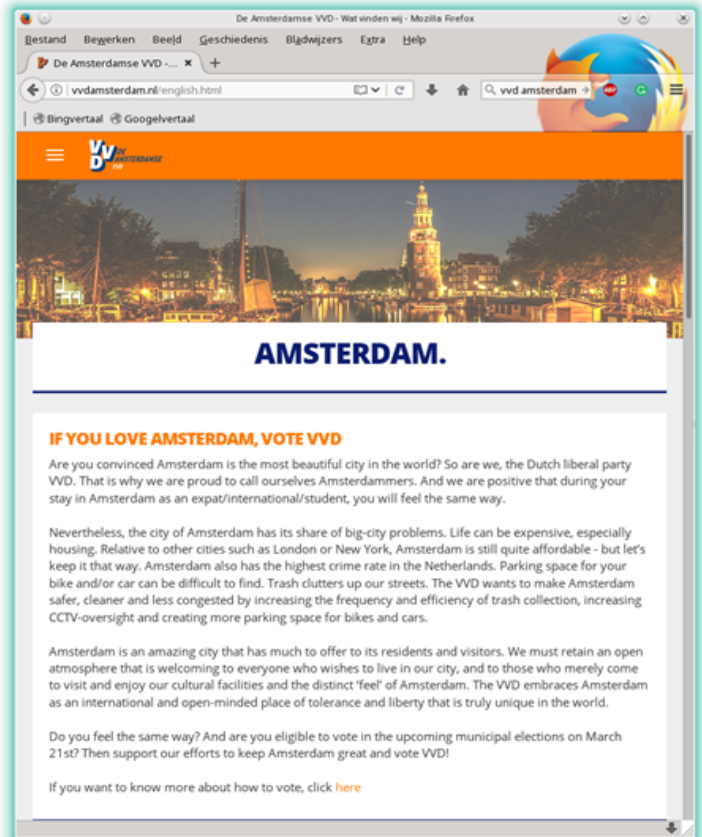 De Amsterdamse VVD - Wat vinden wij - Mozilla Firefox
Bestand Bewerken Beeld Geschiedenis Bladwijzers Extra Help
De Amsterdamse VVD -...
vvdamsterdam.nl/english.html
vvd amsterdam
ABP
G
Bingvertaal Googelvertaal
VVD DE AMSTERDAMSE VVD
AMSTERDAM.
IF YOU LOVE AMSTERDAM, VOTE VVD
Are you convinced Amsterdam is the most beautiful city in the world? So are we, the Dutch liberal party
VVD. That is why we are proud to call ourselves Amsterdammers. And we are positive that during your
stay in Amsterdam as an expat/international/student, you will feel the same way.
Nevertheless, the city of Amsterdam has its share of big-city problems. Life can be expensive, especially
housing. Relative to other cities such as London or New York, Amsterdam is still quite affordable - but let's
keep it that way. Amsterdam also has the highest crime rate in the Netherlands. Parking space for your
bike and/or car can be difficult to find. Trash clutters up our streets. The VVD wants to make Amsterdam
safer, cleaner and less congested by increasing the frequency and efficiency of trash collection, increasing
CCTV-oversight and creating more parking space for bikes and cars.
Amsterdam is an amazing city that has much to offer to its residents and visitors. We must retain an open
atmosphere that is welcoming to everyone who wishes to live in our city, and to those who merely come
to visit and enjoy our cultural facilities and the distinct 'feel' of Amsterdam. The VVD embraces Amsterdam
as an international and open-minded place of tolerance and liberty that is truly unique in the world.
Do you feel the same way? And are you eligible to vote in the upcoming municipal elections on March
21st? Then support our efforts to keep Amsterdam great and vote VVD!
If you want to know more about how to vote, click here